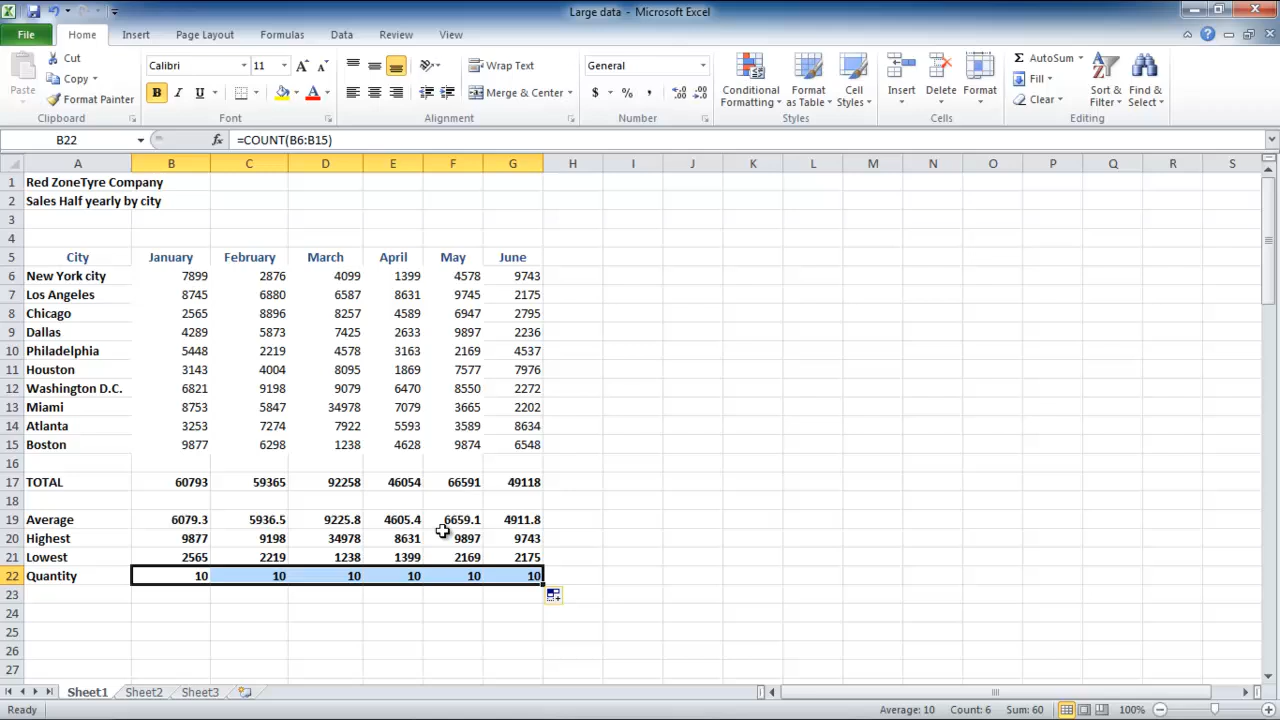 Large data - Microsoft Excel
File Home Insert Page Layout Formulas Data Review View
Paste
Cut
Copy
Format Painter
Clipboard
Calibri 11
B I U A
Font
Wrap Text
Merge & Center
Alignment
General
$ % ,
Number
Conditional Formatting
Format as Table
Cell Styles
Styles
Insert Delete Format
Cells
Σ AutoSum
Fill
Clear
Sort & Filter
Find & Select
Editing
B22 fx =COUNT(B6:B15)
A B C D E F G H I J K L M N O P Q R S
1 Red ZoneTyre Company
2 Sales Half yearly by city
3
4
5 City January February March April May June
6 New York city 7899 2876 4099 1399 4578 9743
7 Los Angeles 8745 6880 6587 8631 9745 2175
8 Chicago 2565 8896 8257 4589 6947 2795
9 Dallas 4289 5873 7425 2633 9897 2236
10 Philadelphia 5448 2219 4578 3163 2169 4537
11 Houston 3143 4004 8095 1869 7577 7976
12 Washington D.C. 6821 9198 9079 6470 8550 2272
13 Miami 8753 5847 34978 7079 3665 2202
14 Atlanta 3253 7274 7922 5593 3589 8634
15 Boston 9877 6298 1238 4628 9874 6548
16
17 TOTAL 60793 59365 92258 46054 66591 49118
18
19 Average 6079.3 5936.5 9225.8 4605.4 6659.1 4911.8
20 Highest 9877 9198 34978 8631 9897 9743
21 Lowest 2565 2219 1238 1399 2169 2175
22 Quantity 10 10 10 10 10 10
23
24
25
26
27
Sheet1 Sheet2 Sheet3
Ready Average: 10 Count: 6 Sum: 60 100%